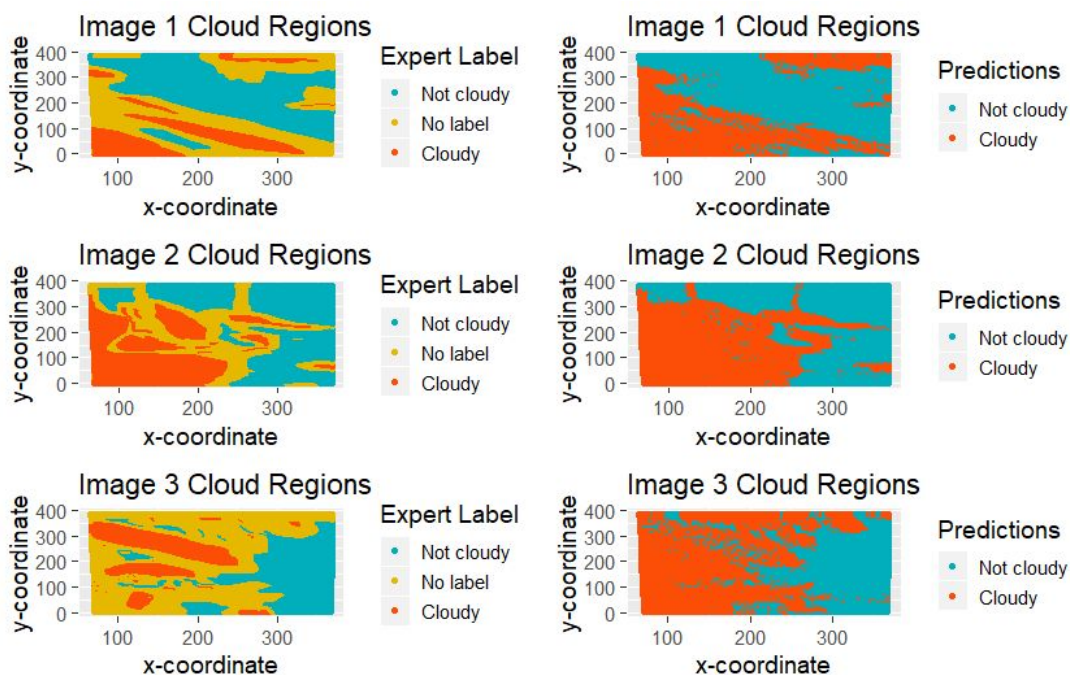 Image 1 Cloud Regions
y-coordinate
400
300
200
100
0
100 200 300
x-coordinate
Expert Label
Not cloudy
No label
Cloudy
Image 1 Cloud Regions
y-coordinate
400
300
200
100
0
100 200 300
x-coordinate
Predictions
Not cloudy
Cloudy
Image 2 Cloud Regions
y-coordinate
400
300
200
100
0
100 200 300
x-coordinate
Expert Label
Not cloudy
No label
Cloudy
Image 2 Cloud Regions
y-coordinate
400
300
200
100
0
100 200 300
x-coordinate
Predictions
Not cloudy
Cloudy
Image 3 Cloud Regions
y-coordinate
400
300
200
100
0
100 200 300
x-coordinate
Expert Label
Not cloudy
No label
Cloudy
Image 3 Cloud Regions
y-coordinate
400
300
200
100
0
100 200 300
x-coordinate
Predictions
Not cloudy
Cloudy